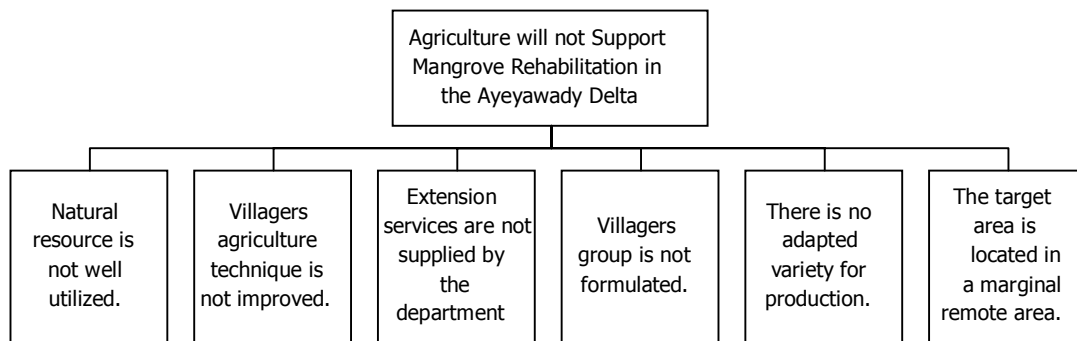 Agriculture will not Support
Mangrove Rehabilitation in
the Ayeyawady Delta
Natural
resource is
not well
utilized.
Villagers
agriculture
technique is
not improved.
Extension
services are not
supplied by
the
department
Villagers
group is not
formulated.
There is no
adapted
variety for
production.
The target
area is
located in
a marginal
remote area.